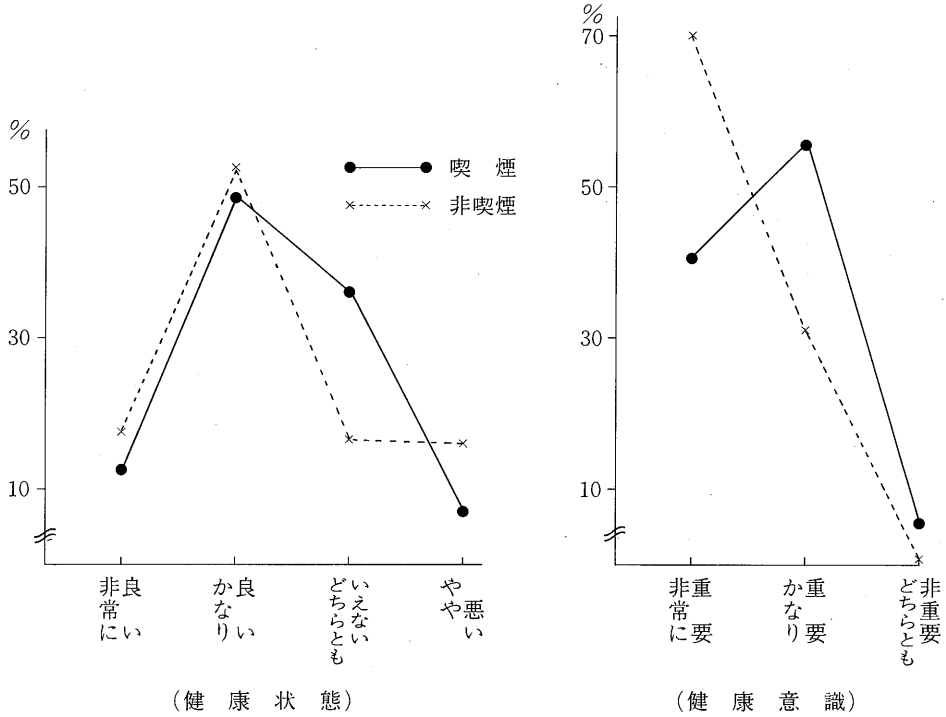 %
50
30
10
喫 煙
非喫煙
非常に良い
かなり良い
どちらともいえない
やや悪い
(健 康 状 態)
%
70
50
30
10
非常に重要
かなり重要
どちらとも非重要
(健 康 意 識)